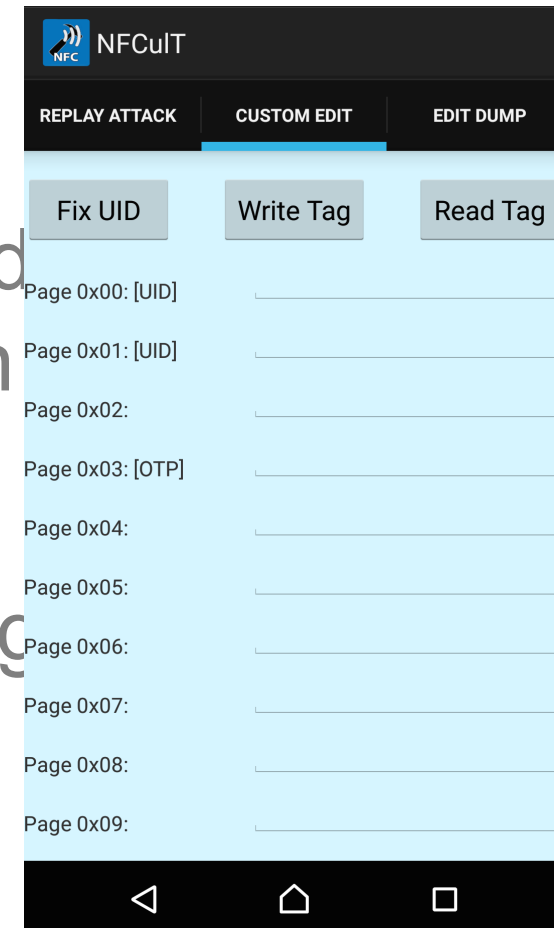 NFC
NFCulT
REPLAY ATTACK CUSTOM EDIT EDIT DUMP
Fix UID Write Tag Read Tag
Page 0x00: [UID]
Page 0x01: [UID]
Page 0x02:
Page 0x03: [OTP]
Page 0x04:
Page 0x05:
Page 0x06:
Page 0x07:
Page 0x08:
Page 0x09: